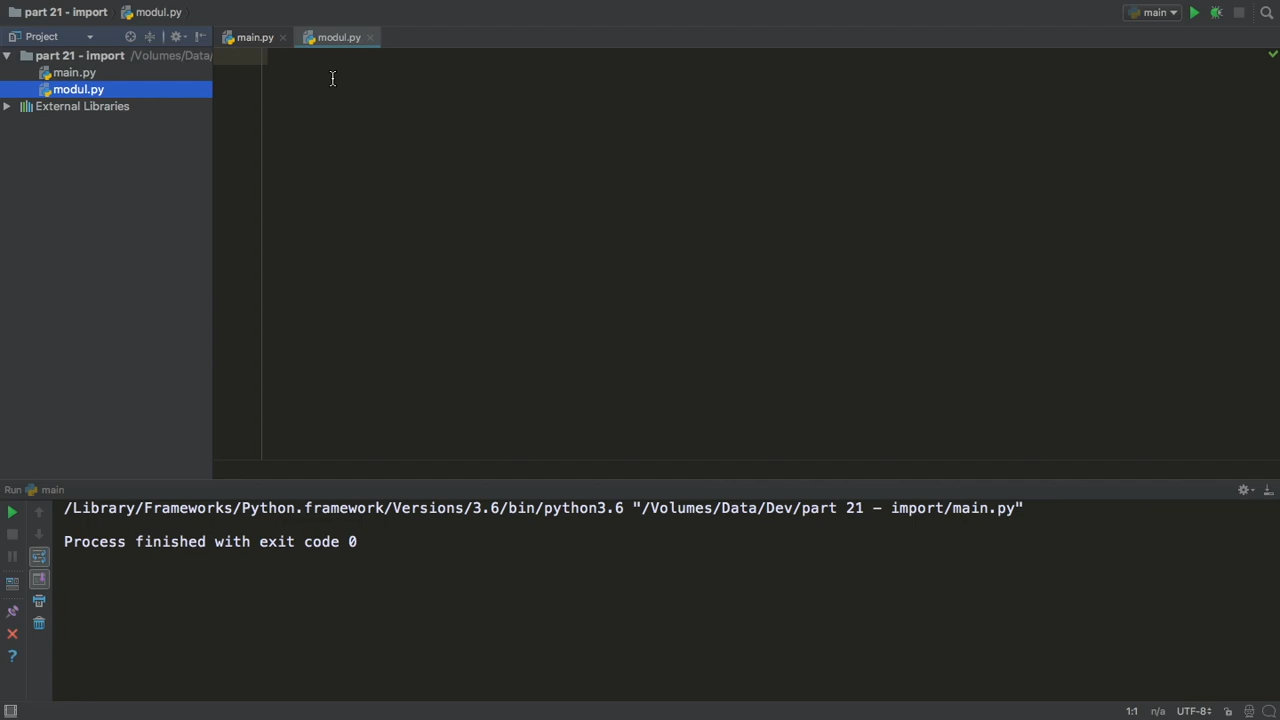 part 21 - import modul.py
main
Project
main.py modul.py
part 21 - import /Volumes/Data/
main.py
modul.py
External Libraries
Run main
/Library/Frameworks/Python.framework/Versions/3.6/bin/python3.6 "/Volumes/Data/Dev/part 21 - import/main.py"
Process finished with exit code 0
1:1 n/a UTF-8